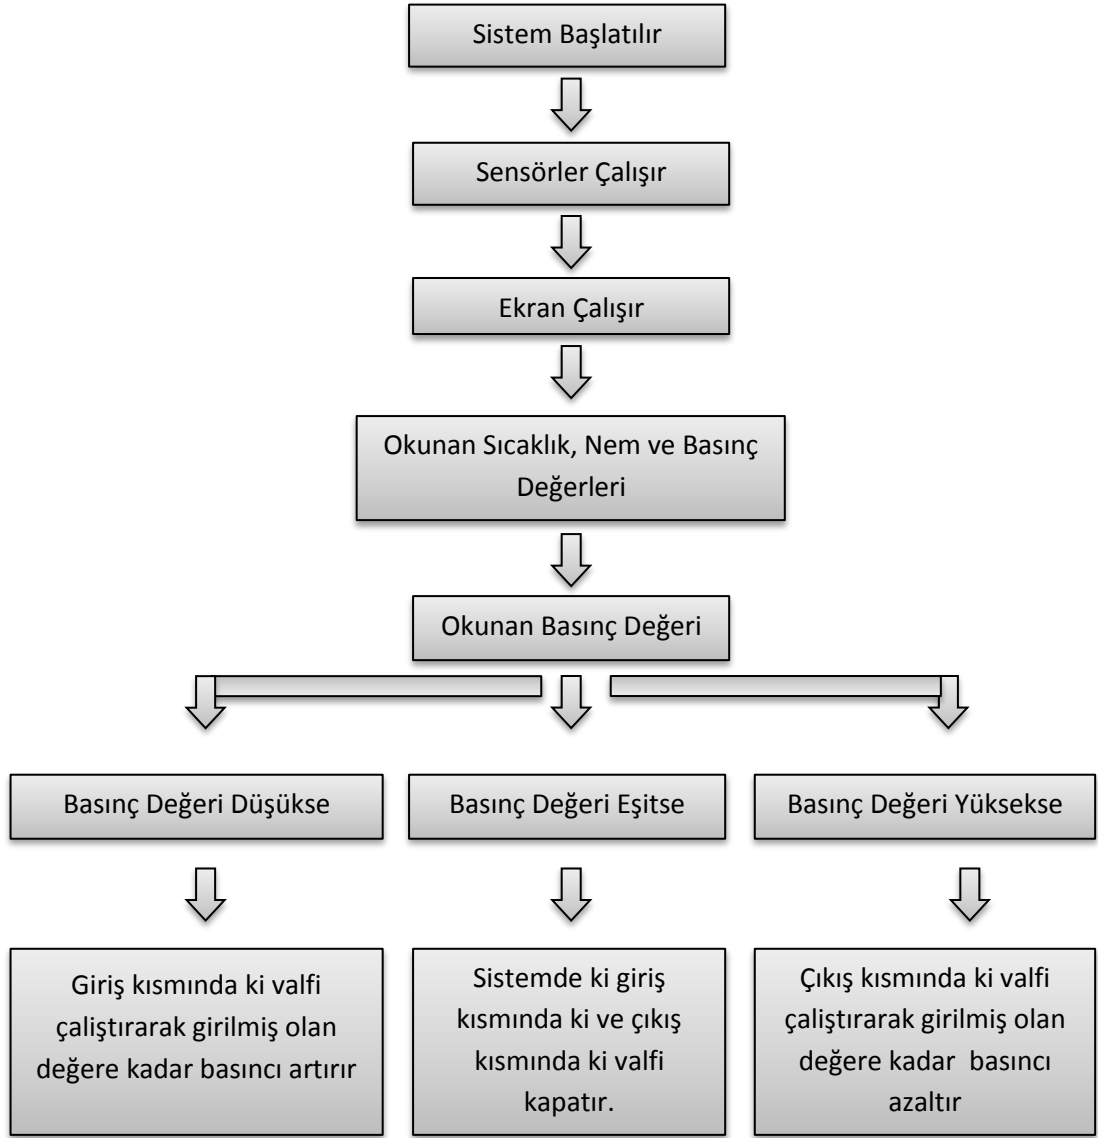 Sistem Başlatılır
Sensörler Çalışır
Ekran Çalışır
Okunan Sıcaklık, Nem ve Basınç
Değerleri
Okunan Basınç Değeri
Basınç Değeri Düşükse
Basınç Değeri Eşitse
Basınç Değeri Yüksekse
Giriş kısmında ki valfi
çaliştırarak girilmiş olan
değere kadar basıncı artırır
Sistemde ki giriş
kısmında ki ve çıkış
kısmında ki valfi
kapatır.
Çıkış kısmında ki valfi
çaliştırarak girilmiş olan
değere kadar  basıncı
azaltır